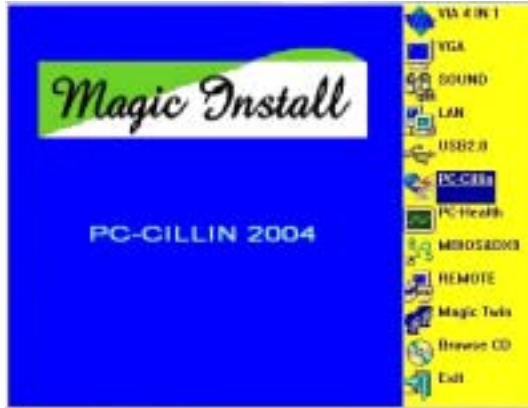 Magic Install
PC-CILLIN 2004
VIA 4 IN 1
VGA
SOUND
LAN
USB2.0
PC-Cillin
PC-Health
REMOTE
Magic Twin
Browse CD
Exit